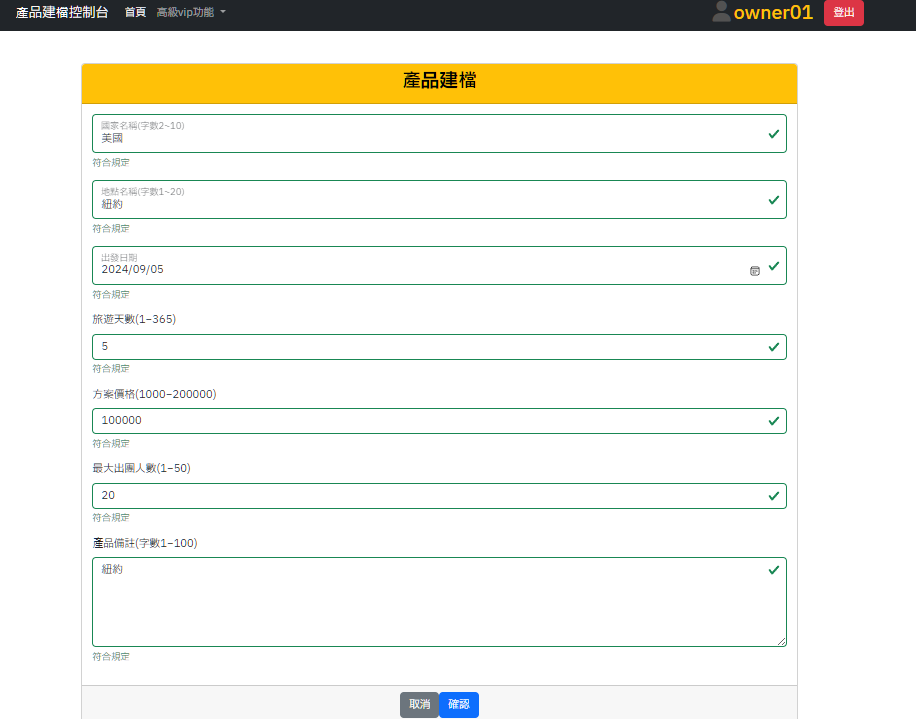 產品建檔控制台 首頁 高級vip功能 owner01 登出
產品建檔
國家名稱(字數2~10)
美國
符合規定
地點名稱(字數1~20)
紐約
符合規定
出發日期
2024/09/05
符合規定
旅遊天數(1-365)
5
符合規定
方案價格(1000-200000)
100000
符合規定
最大出團人數(1-50)
20
符合規定
產品備註(字數1-100)
紐約
符合規定
取消 確認